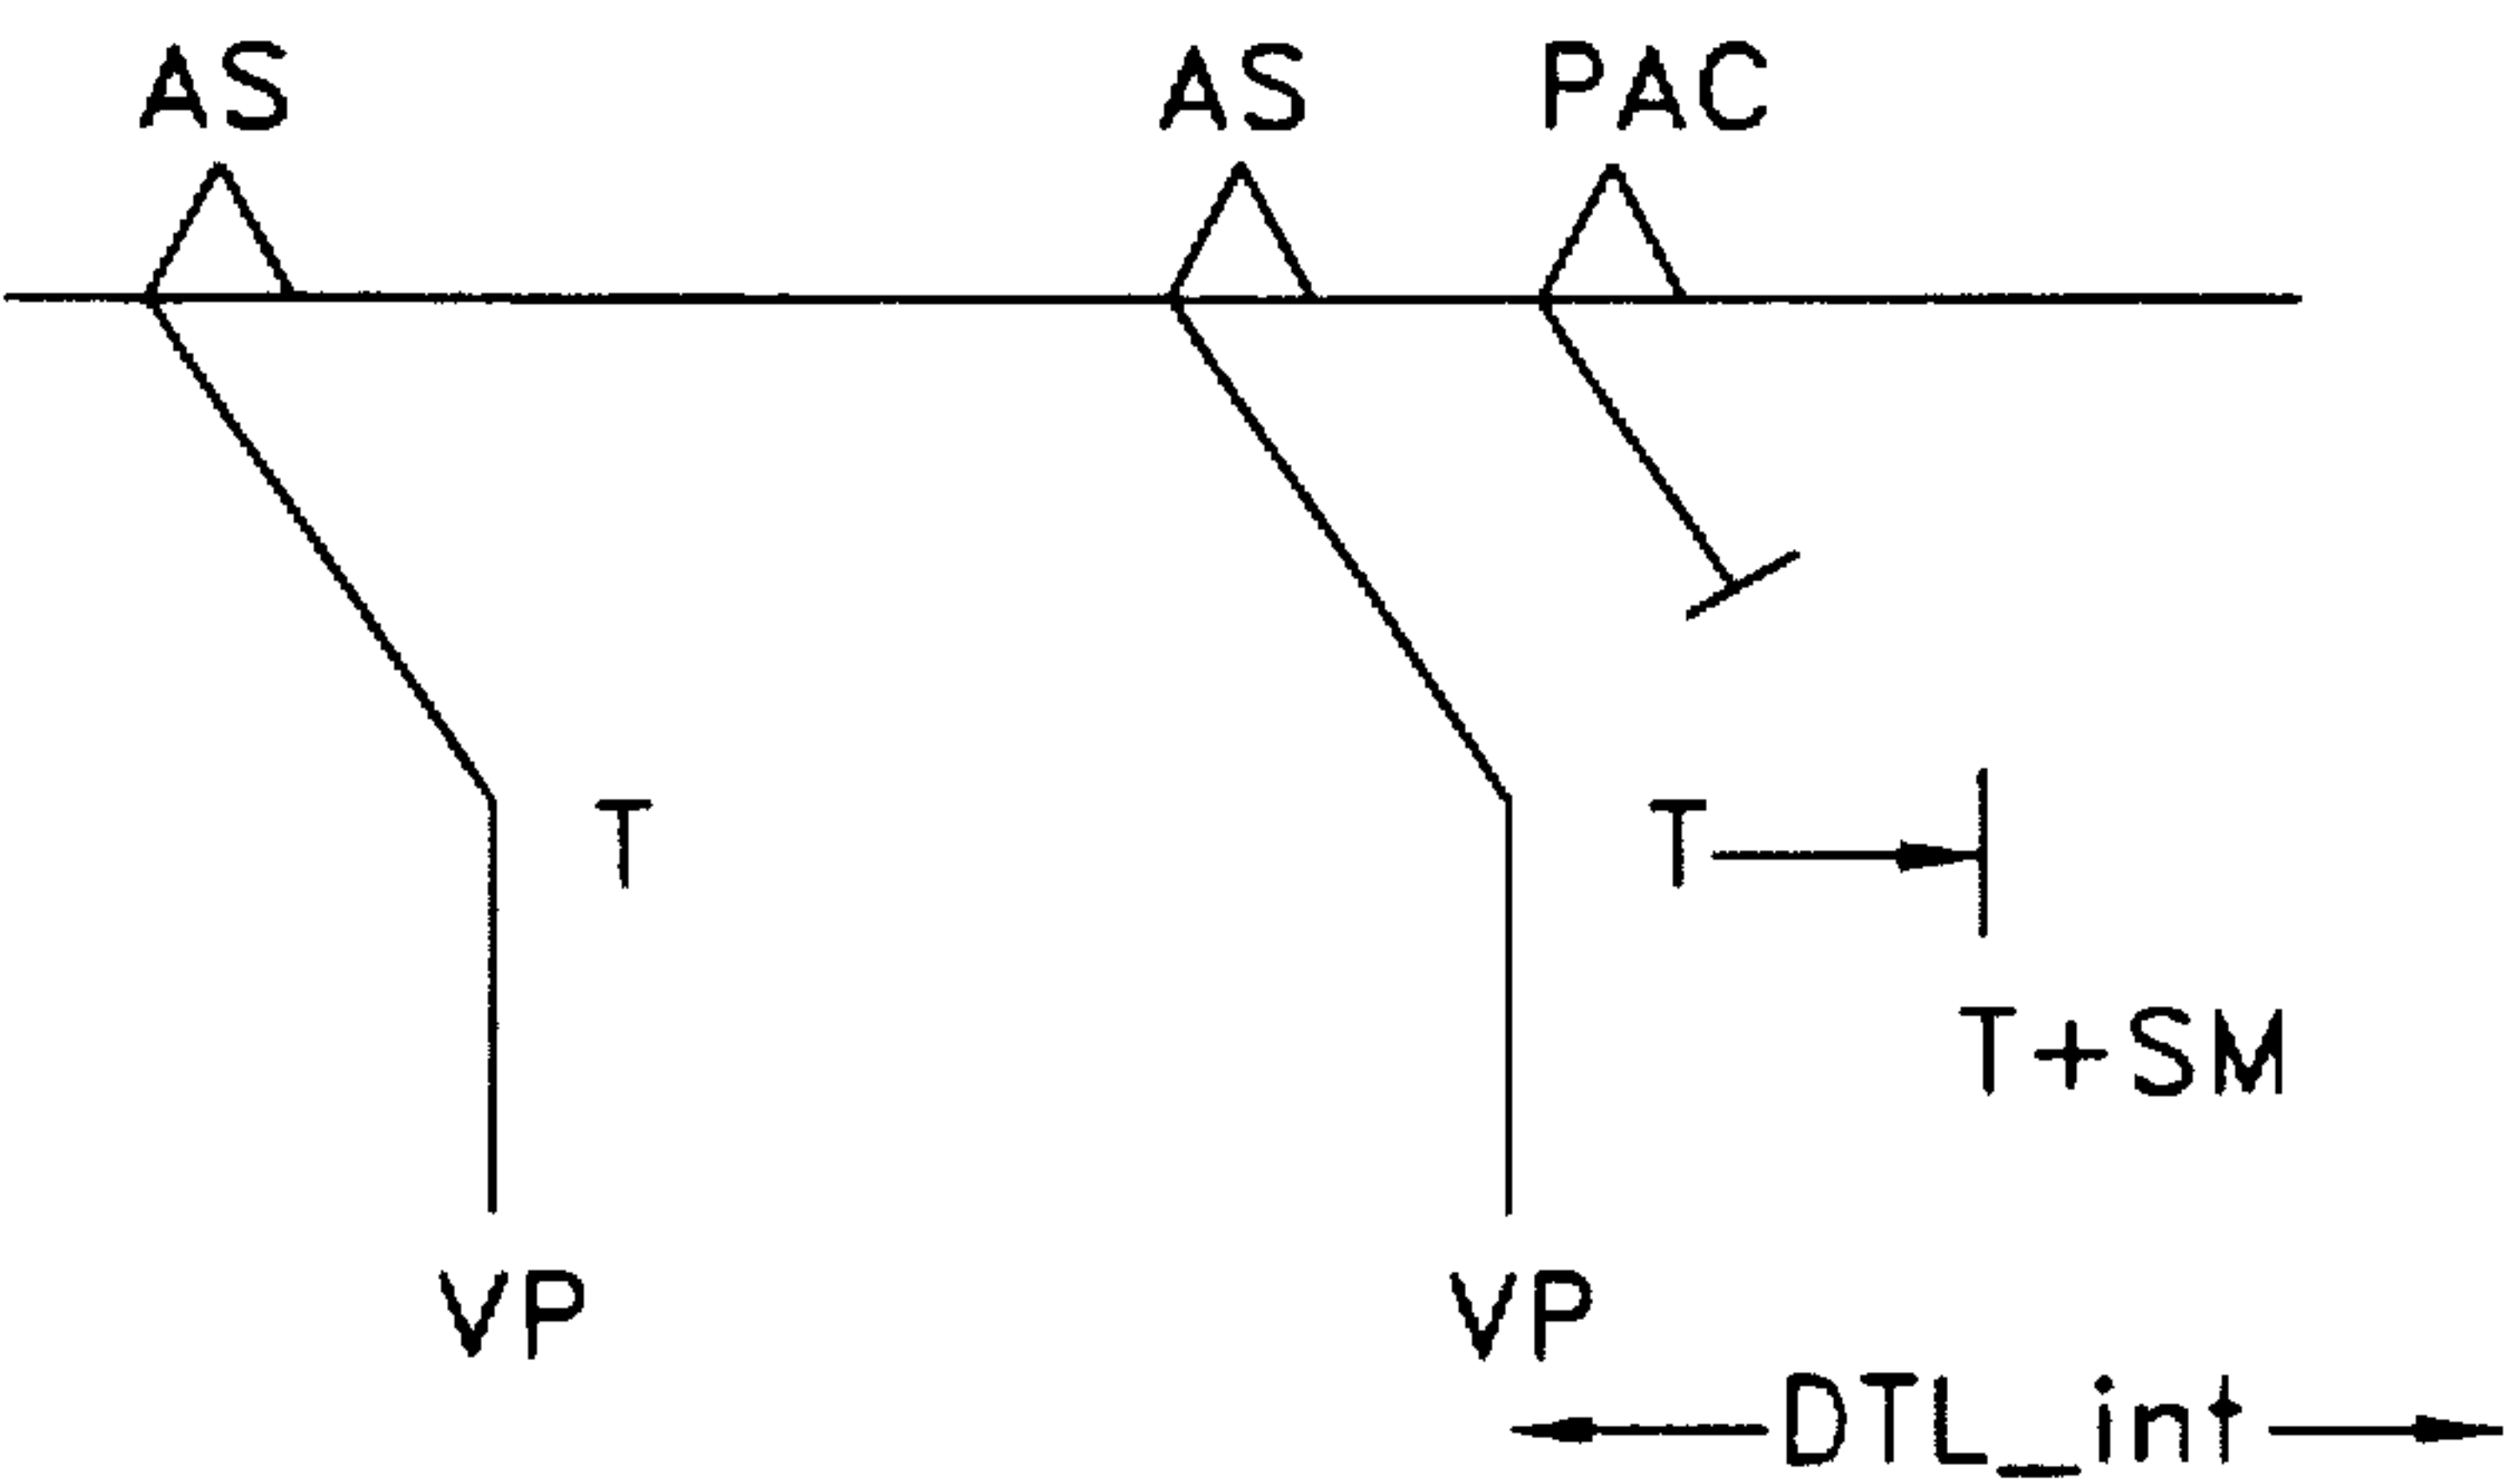 AS AS PAC
T T
T+SM
VP VP
DTL_int